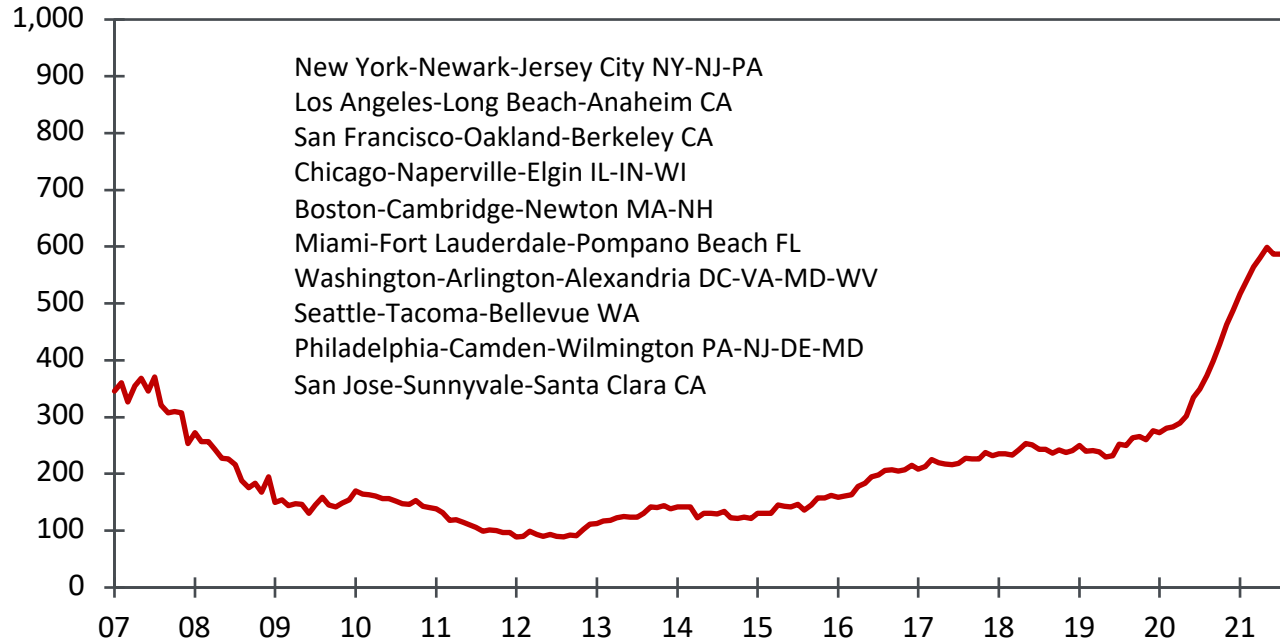 1,000
900
800
700
600
500
400
300
200
100
0
New York-Newark-Jersey City NY-NJ-PA
Los Angeles-Long Beach-Anaheim CA
San Francisco-Oakland-Berkeley CA
Chicago-Naperville-Elgin IL-IN-WI
Boston-Cambridge-Newton MA-NH
Miami-Fort Lauderdale-Pompano Beach FL
Washington-Arlington-Alexandria DC-VA-MD-WV
Seattle-Tacoma-Bellevue WA
Philadelphia-Camden-Wilmington PA-NJ-DE-MD
San Jose-Sunnyvale-Santa Clara CA
07 08 09 10 11 12 13 14 15 16 17 18 19 20 21